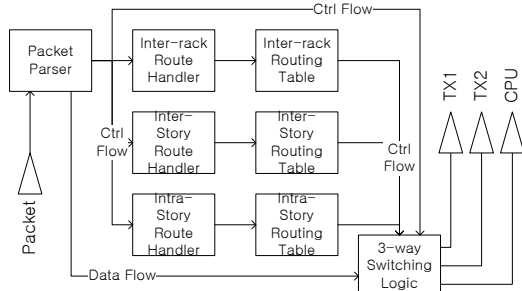 Ctrl Flow
Packet
Parser
Inter-rack
Route
Handler
Inter-rack
Routing
Table
TX1
TX2
CPU
Ctrl
Flow
Inter-
Story
Route
Handler
Inter-
Story
Routing
Table
Ctrl
Flow
Packet
Intra-
Story
Route
Handler
Intra-
Story
Routing
Table
3-way
Switching
Logic
Data Flow